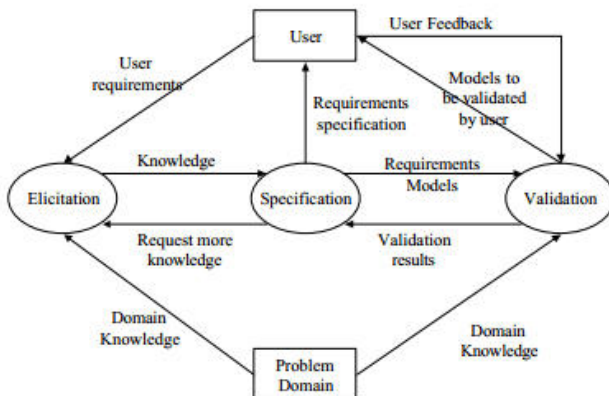 User
User Feedback
User
requirements
Models to
be validated
by user
Requirements
specification
Knowledge
Requirements
Models
Elicitation
Specification
Validation
Request more
knowledge
Validation
results
Domain
Knowledge
Domain
Knowledge
Problem
Domain